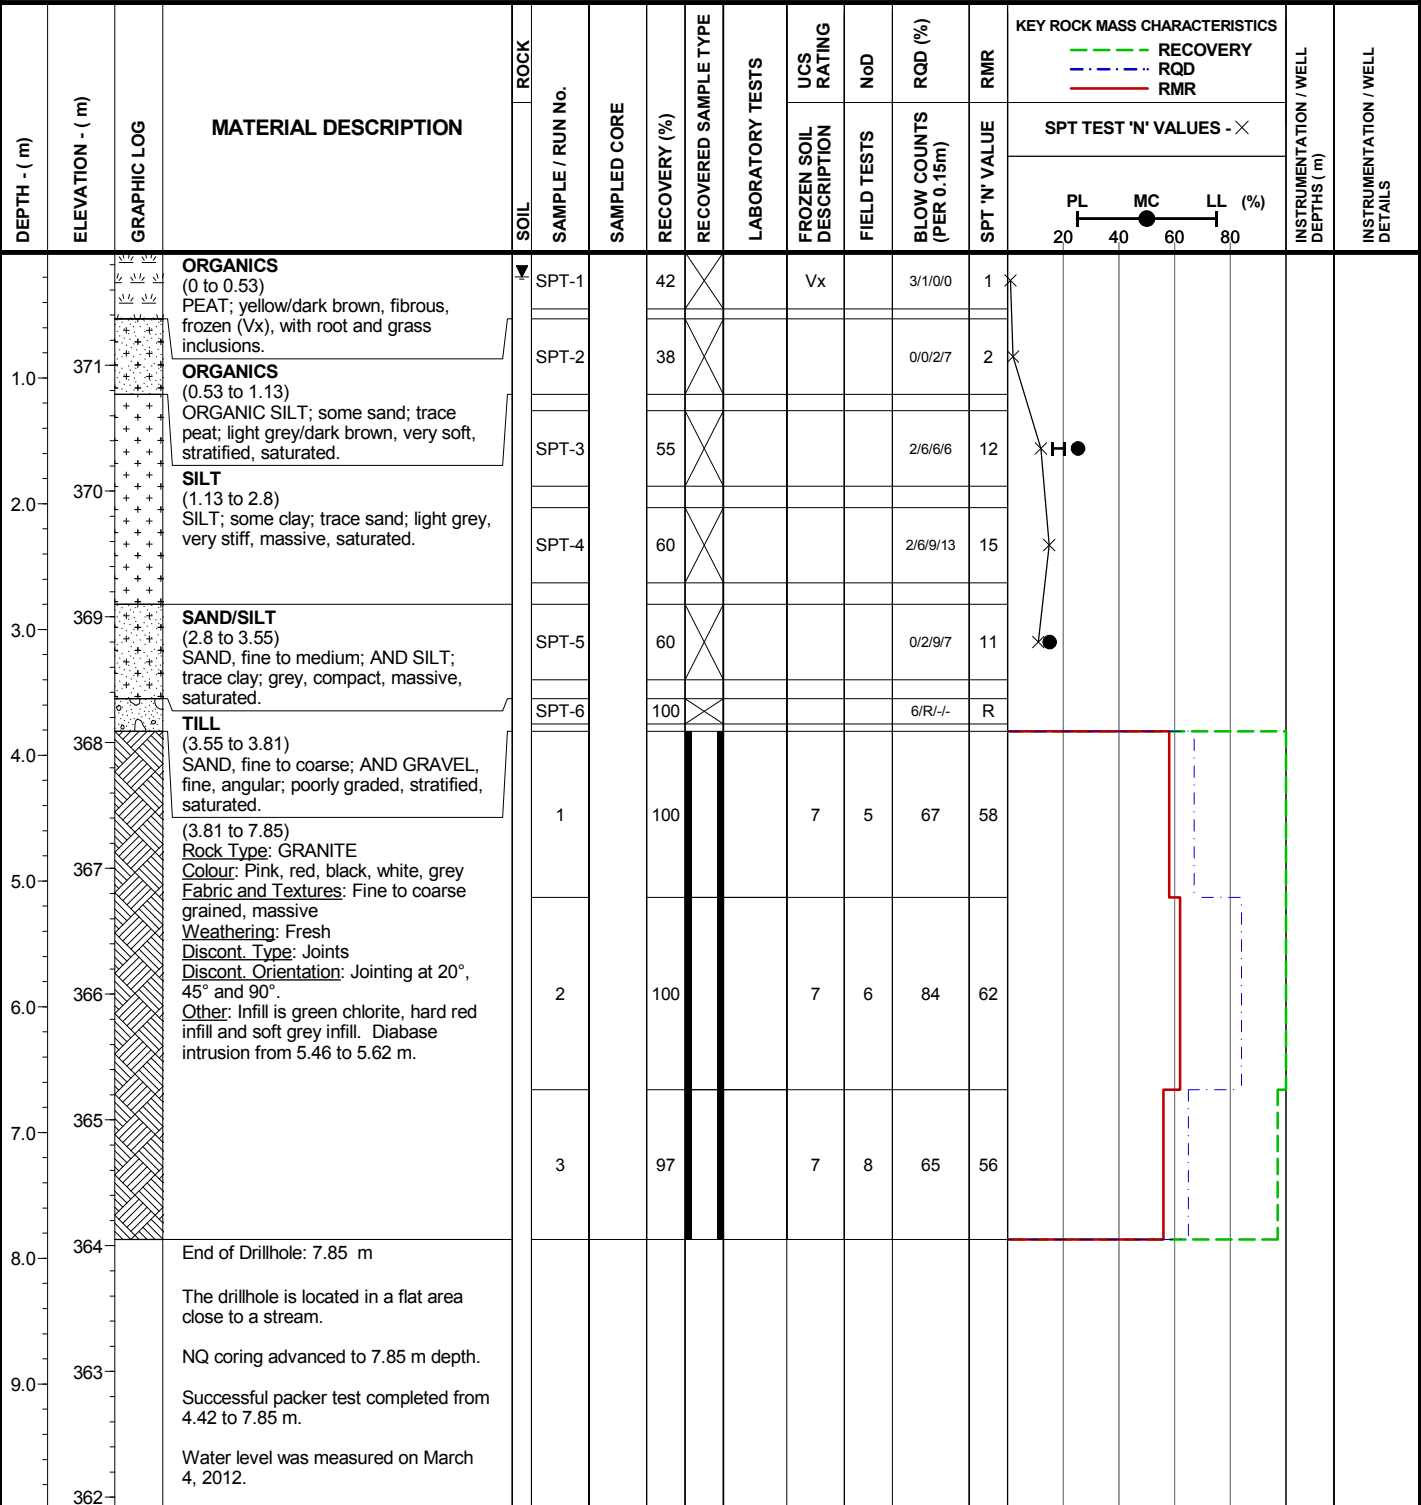 DEPTH - ( m)
ELEVATION - ( m)
GRAPHIC LOG
MATERIAL DESCRIPTION
SOIL
ROCK
SAMPLE / RUN No.
SAMPLED CORE
RECOVERY (%)
RECOVERED SAMPLE TYPE
LABORATORY TESTS
UCS
RATING
FROZEN SOIL
DESCRIPTION
NoD
FIELD TESTS
RQD (%)
BLOW COUNTS
(PER 0.15m)
RMR
SPT 'N' VALUE
KEY ROCK MASS CHARACTERISTICS
RECOVERY
RQD
RMR
SPT TEST 'N' VALUES - ×
PL MC LL (%)
20 40 60 80
INSTRUMENTATION / WELL
DEPTHS ( m)
INSTRUMENTATION / WELL
DETAILS
ORGANICS
(0 to 0.53)
PEAT; yellow/dark brown, fibrous,
frozen (Vx), with root and grass
inclusions.
SPT-1 42 Vx 3/1/0/0 1
371
1.0
ORGANICS
(0.53 to 1.13)
ORGANIC SILT; some sand; trace
peat; light grey/dark brown, very soft,
stratified, saturated.
SPT-2 38 0/0/2/7 2
SPT-3 55 2/6/6/6 12
370
2.0
SILT
(1.13 to 2.8)
SILT; some clay; trace sand; light grey,
very stiff, massive, saturated.
SPT-4 60 2/6/9/13 15
369
3.0
SAND/SILT
(2.8 to 3.55)
SAND, fine to medium; AND SILT;
trace clay; grey, compact, massive,
saturated.
SPT-5 60 0/2/9/7 11
SPT-6 100 6/R/-/- R
368
4.0
TILL
(3.55 to 3.81)
SAND, fine to coarse; AND GRAVEL,
fine, angular; poorly graded, stratified,
saturated.
1 100 7 5 67 58
367
5.0
(3.81 to 7.85)
Rock Type: GRANITE
Colour: Pink, red, black, white, grey
Fabric and Textures: Fine to coarse
grained, massive
Weathering: Fresh
Discont. Type: Joints
Discont. Orientation: Jointing at 20°,
45° and 90°.
Other: Infill is green chlorite, hard red
infill and soft grey infill. Diabase
intrusion from 5.46 to 5.62 m.
366
6.0
2 100 7 6 84 62
365
7.0
3 97 7 8 65 56
364
8.0
End of Drillhole: 7.85 m
The drillhole is located in a flat area
close to a stream.
NQ coring advanced to 7.85 m depth.
363
9.0
Successful packer test completed from
4.42 to 7.85 m.
Water level was measured on March
4, 2012.
362